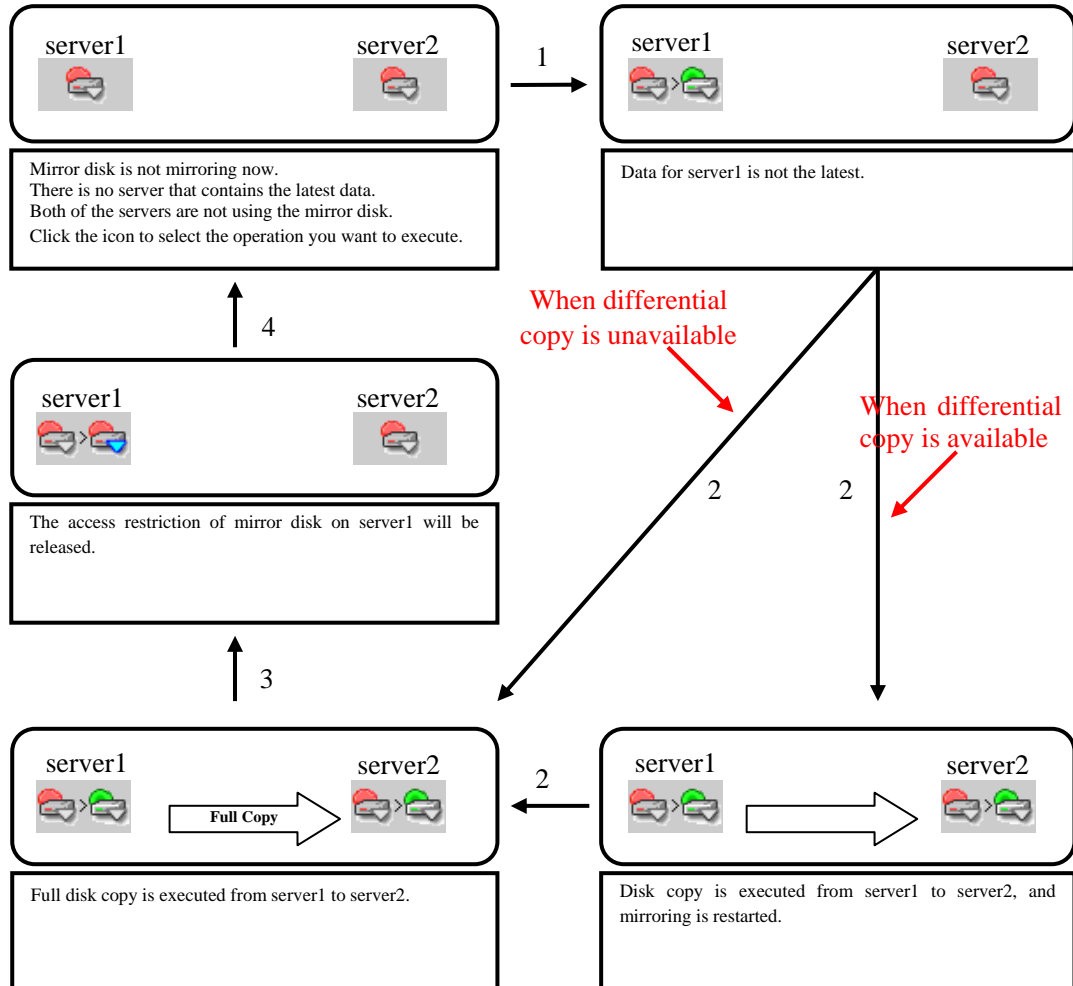 server1
server2
1
server1
server2
Mirror disk is not mirroring now.
There is no server that contains the latest data.
Both of the servers are not using the mirror disk.
Click the icon to select the operation you want to execute.
Data for server1 is not the latest.
4
When differential
copy is unavailable
server1
server2
When differential
copy is available
2
2
The access restriction of mirror disk on server1 will be
released.
3
server1
server2
Full Copy
2
server1
server2
Full disk copy is executed from server1 to server2.
Disk copy is executed from server1 to server2, and
mirroring is restarted.